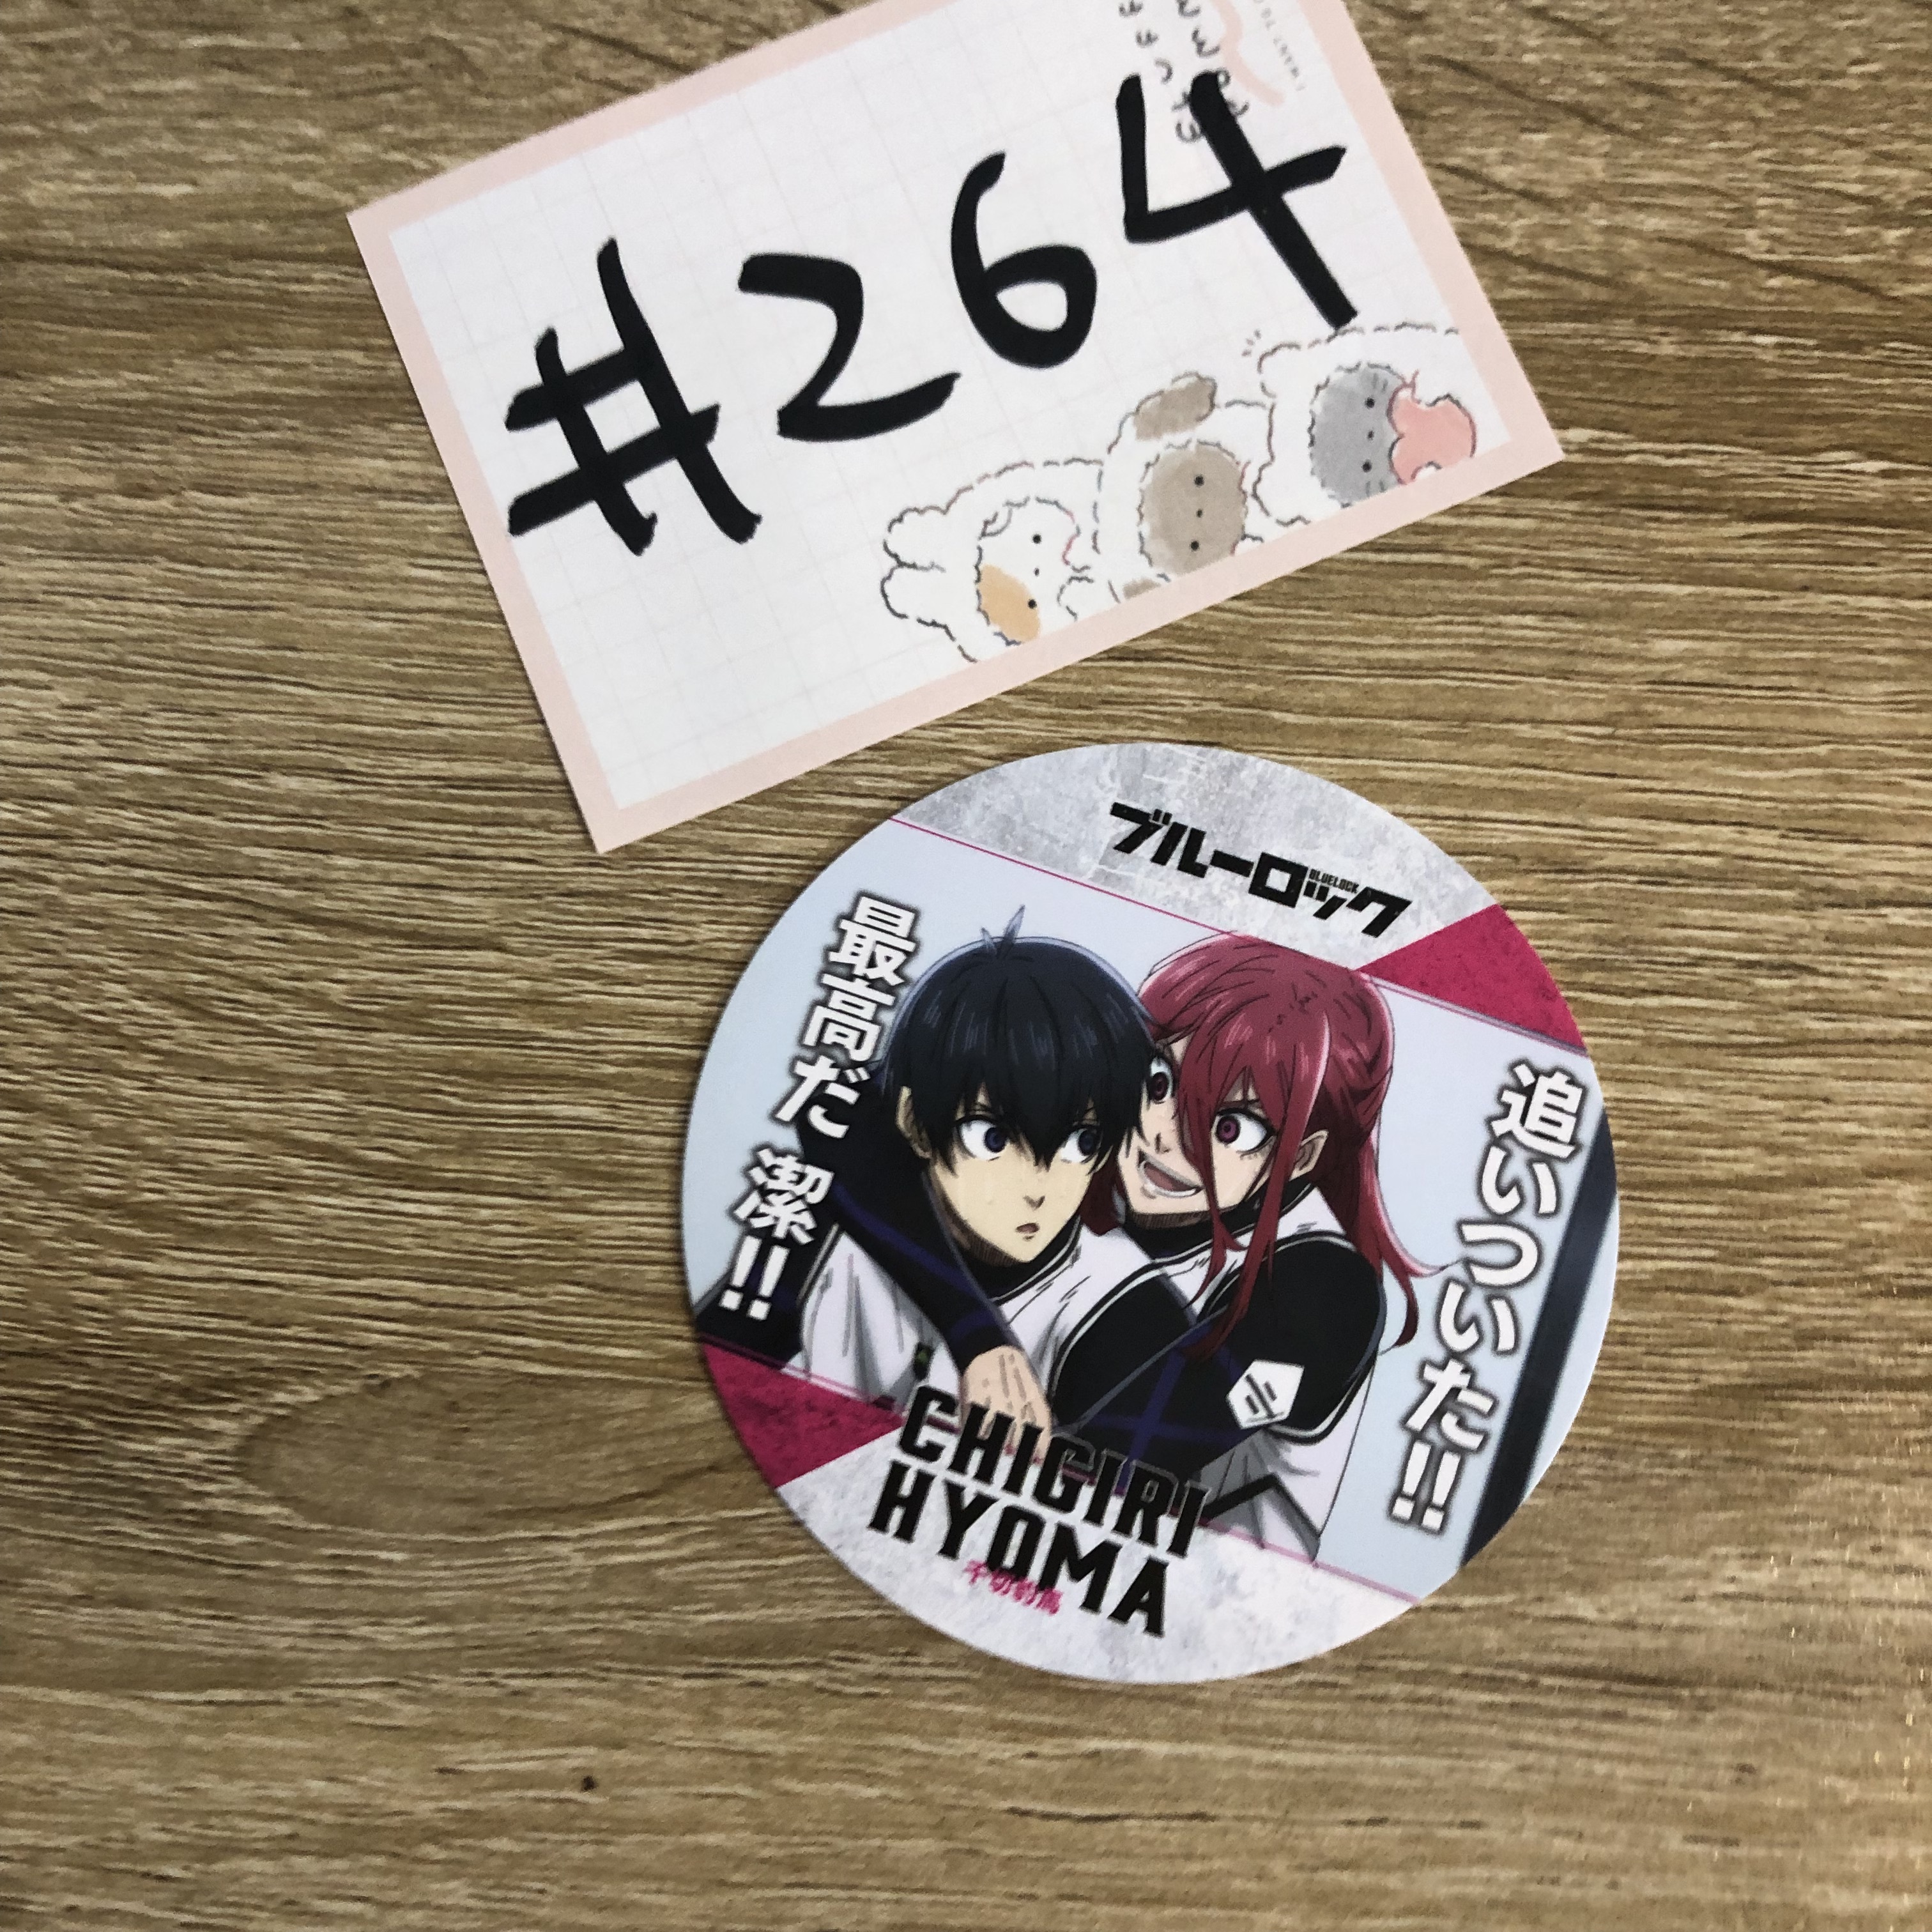 #264
ブルーロック
BLUELOCK
追いついた!!
最高だ 潔!!
CHIGIRI
HYOMA
千切豹馬